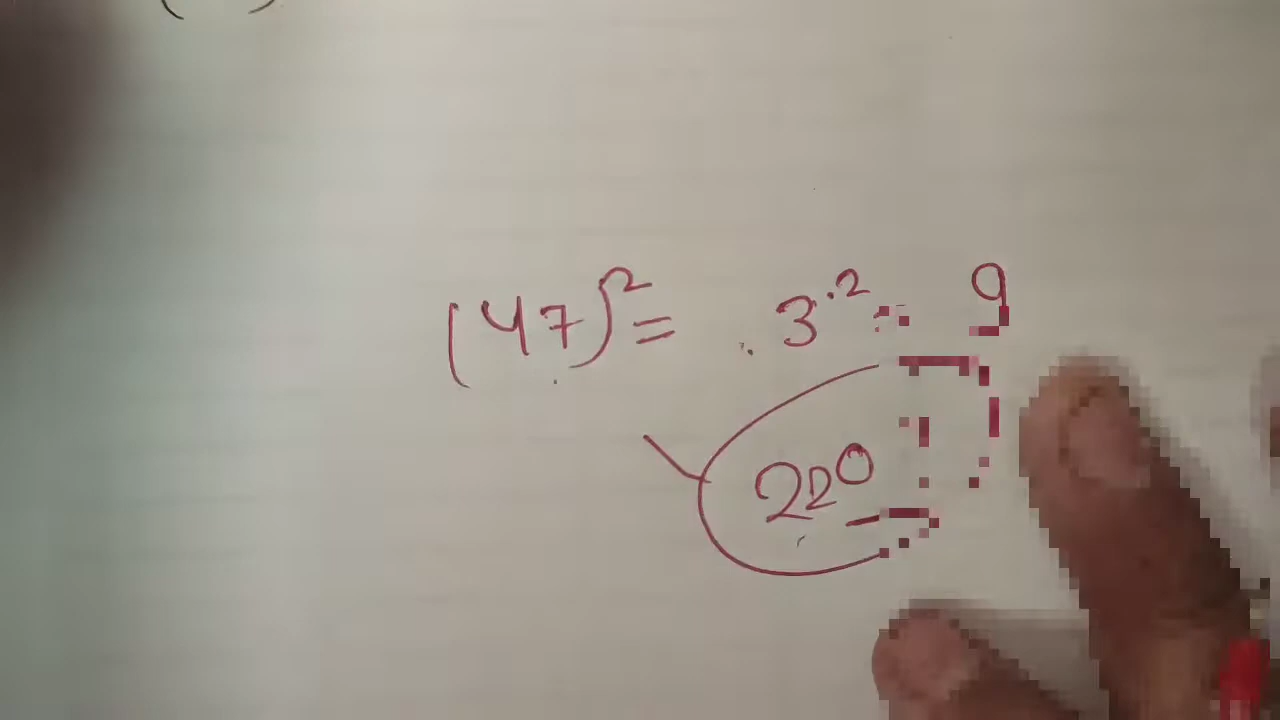 (47)² = 3² 9
220